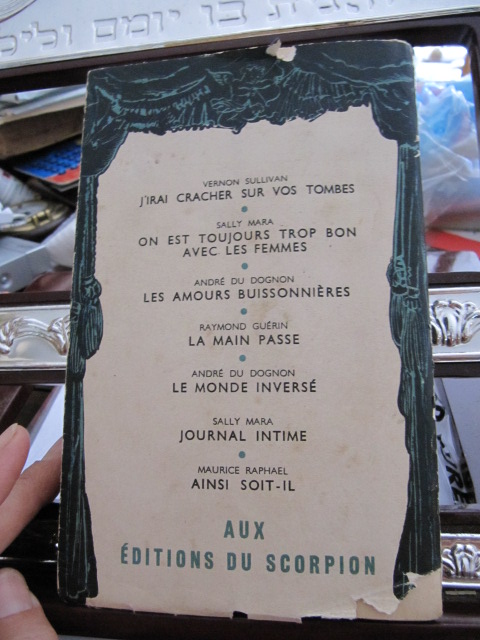 VERNON SULLIVAN
J'IRAI CRACHER SUR VOS TOMBES
SALLY MARA
ON EST TOUJOURS TROP BON
AVEC LES FEMMES
ANDRÉ DU DOGNON
LES AMOURS BUISSONNIÈRES
RAYMOND GUÉRIN
LA MAIN PASSE
ANDRÉ DU DOGNON
LE MONDE INVERSÉ
SALLY MARA
JOURNAL INTIME
MAURICE RAPHAEL
AINSI SOIT-IL
AUX
ÉDITIONS DU SCORPION